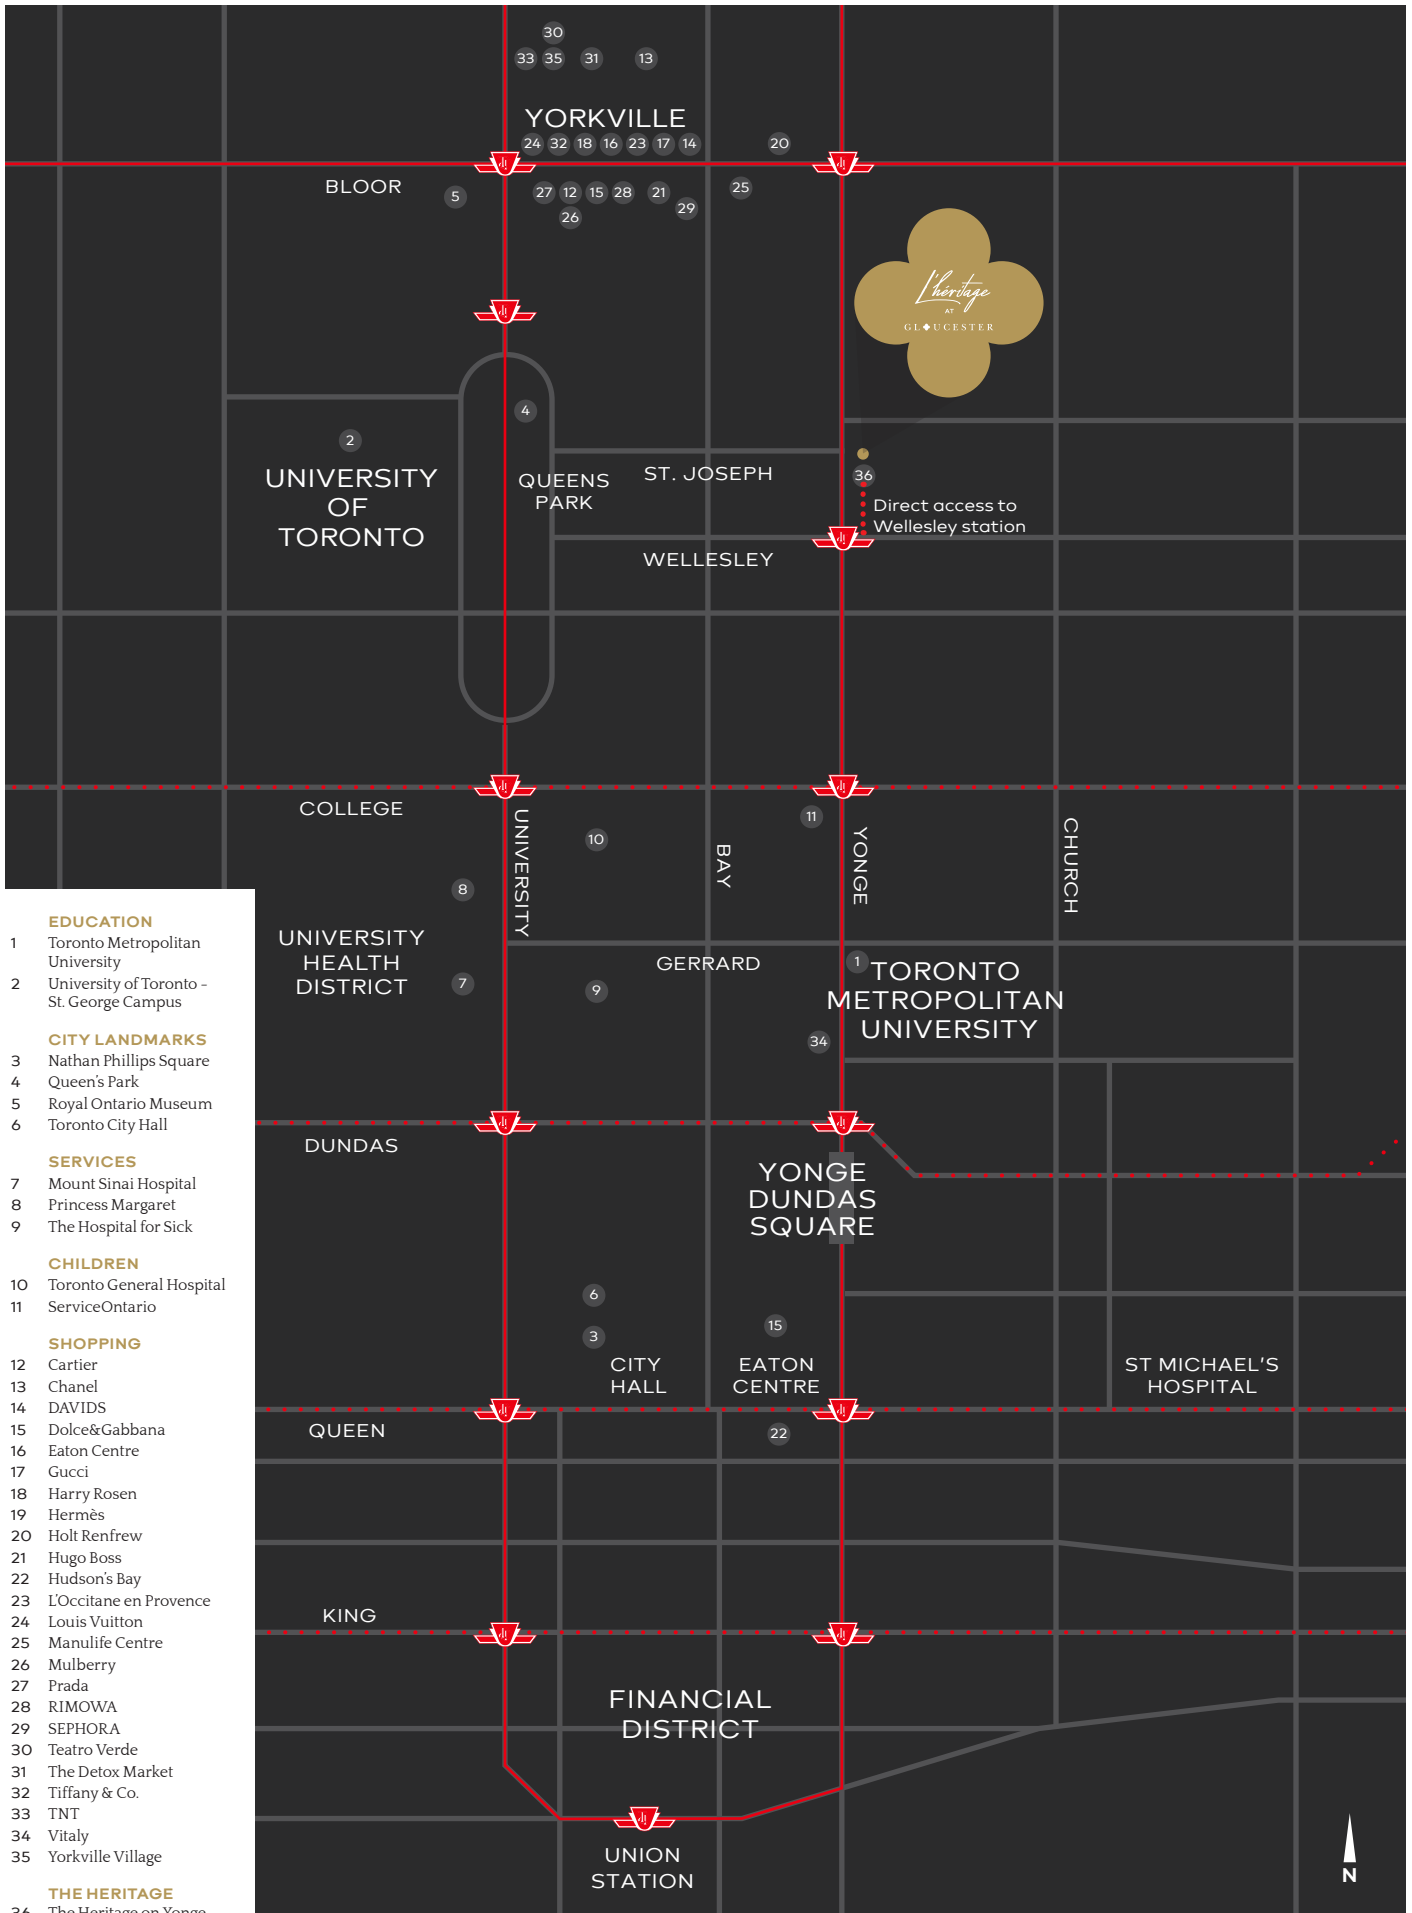 30
33 35 31 13
YORKVILLE
24 32 18 16 23 17 14 20
BLOOR
5
27 12 15 28 21 25
26 29
L'héritage
AT
GLOUCESTER
4
2
UNIVERSITY
OF
TORONTO
QUEENS
PARK
ST. JOSEPH
36
Direct access to
Wellesley station
WELLESLEY
COLLEGE
UNIVERSITY
10
BAY
11
YONGE
CHURCH
8
UNIVERSITY
HEALTH
DISTRICT
7
GERRARD
9
1
TORONTO
METROPOLITAN
UNIVERSITY
34
DUNDAS
YONGE
DUNDAS
SQUARE
6
3
15
CITY
HALL
EATON
CENTRE
ST MICHAEL'S
HOSPITAL
QUEEN
22
KING
FINANCIAL
DISTRICT
UNION
STATION
N
EDUCATION
1 Toronto Metropolitan
University
2 University of Toronto -
St. George Campus
CITY LANDMARKS
3 Nathan Phillips Square
4 Queen's Park
5 Royal Ontario Museum
6 Toronto City Hall
SERVICES
7 Mount Sinai Hospital
8 Princess Margaret
9 The Hospital for Sick
CHILDREN
10 Toronto General Hospital
11 ServiceOntario
SHOPPING
12 Cartier
13 Chanel
14 DAVIDS
15 Dolce&Gabbana
16 Eaton Centre
17 Gucci
18 Harry Rosen
19 Hermès
20 Holt Renfrew
21 Hugo Boss
22 Hudson's Bay
23 L'Occitane en Provence
24 Louis Vuitton
25 Manulife Centre
26 Mulberry
27 Prada
28 RIMOWA
29 SEPHORA
30 Teatro Verde
31 The Detox Market
32 Tiffany & Co.
33 TNT
34 Vitaly
35 Yorkville Village
THE HERITAGE
36 The Heritage on Yonge